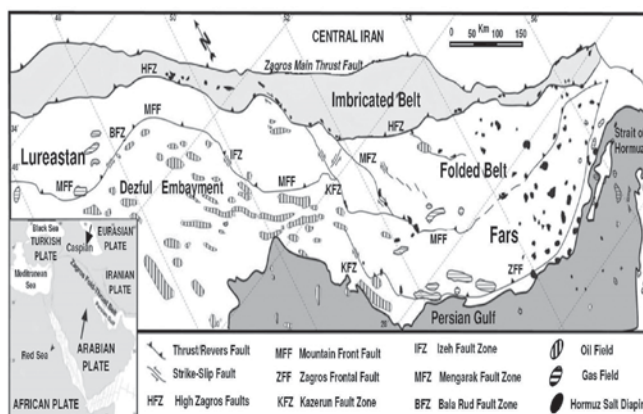 CENTRAL IRAN
Km
0 50 100 150
Zagros Main Thrust Fault
HFZ
Imbricated Belt
MFF
HFZ
BFZ
Strait of
Hormuz
Lureastan
IFZ
MFZ
Folded Belt
MFF
Dezful Embayment
MFF
KFZ
Fars
MFF
KFZ
ZFF
Persian Gulf
Black Sea
EURASIAN
PLATE
TURKISH
PLATE
Caspian
IRANIAN
PLATE
Sea
Red Sea
ARABIAN
PLATE
AFRICAN PLATE
Thrust/Revers Fault
Strike-Slip Fault
HFZ High Zagros Faults
MFF Mountain Front Fault
ZFF Zagros Frontal Fault
KFZ Kazerun Fault Zone
IFZ Izeh Fault Zone
MFZ Mengarak Fault Zone
BFZ Bala Rud Fault Zone
Oil Field
Gas Field
Hormuz Salt Diapir